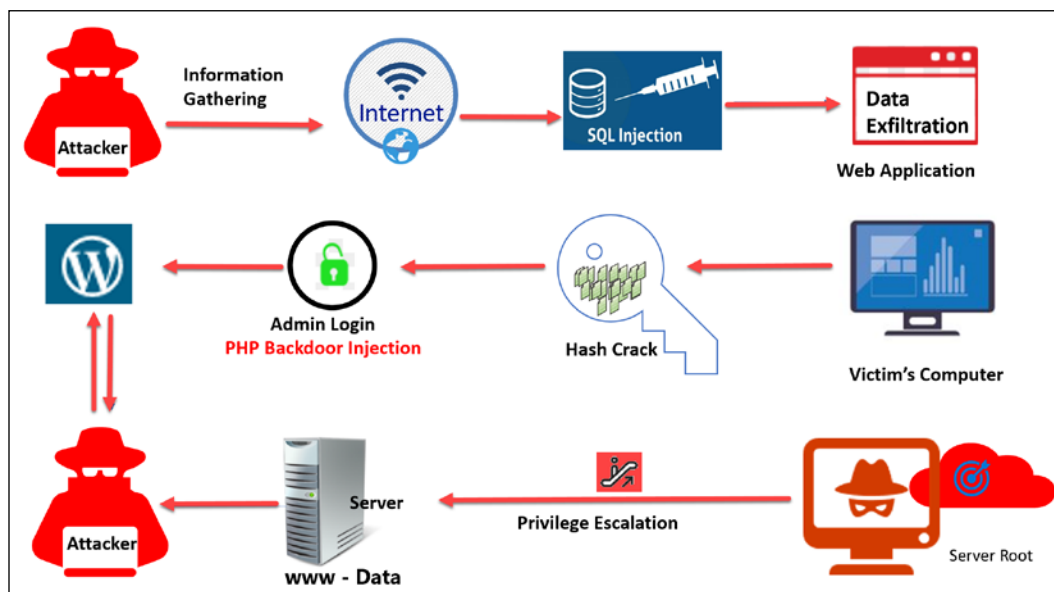 Information
Gathering
Attacker
Internet
SQL Injection
Data
Exfiltration
Web Application
W
Admin Login
PHP Backdoor Injection
Hash Crack
Victim's Computer
Attacker
Server
www - Data
Privilege Escalation
Server Root